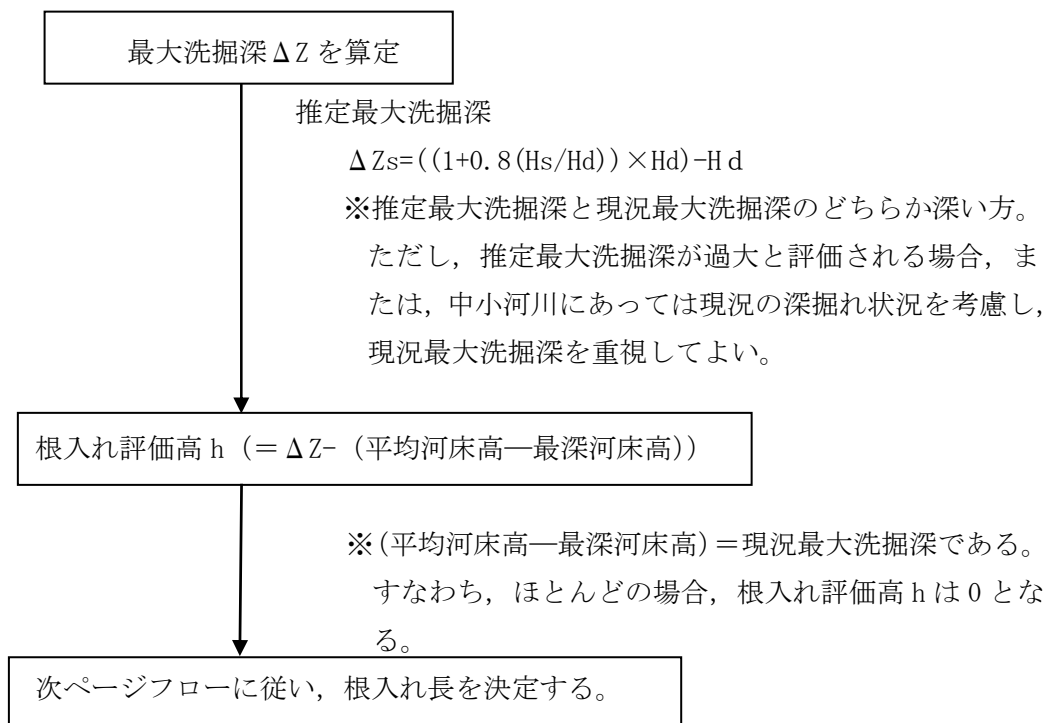 最大洗掘深ΔZを算定
推定最大洗掘深
ΔZs=((1+0.8(Hs/Hd))×Hd)-Hd
※推定最大洗掘深と現況最大洗掘深のどちらか深い方。
ただし，推定最大洗掘深が過大と評価される場合，ま
たは，中小河川にあっては現況の深掘れ状況を考慮し，
現況最大洗掘深を重視してよい。
根入れ評価高h（＝ΔZ-（平均河床高―最深河床高））
※(平均河床高―最深河床高)＝現況最大洗掘深である。
すなわち，ほとんどの場合，根入れ評価高hは0とな
る。
次ページフローに従い，根入れ長を決定する。